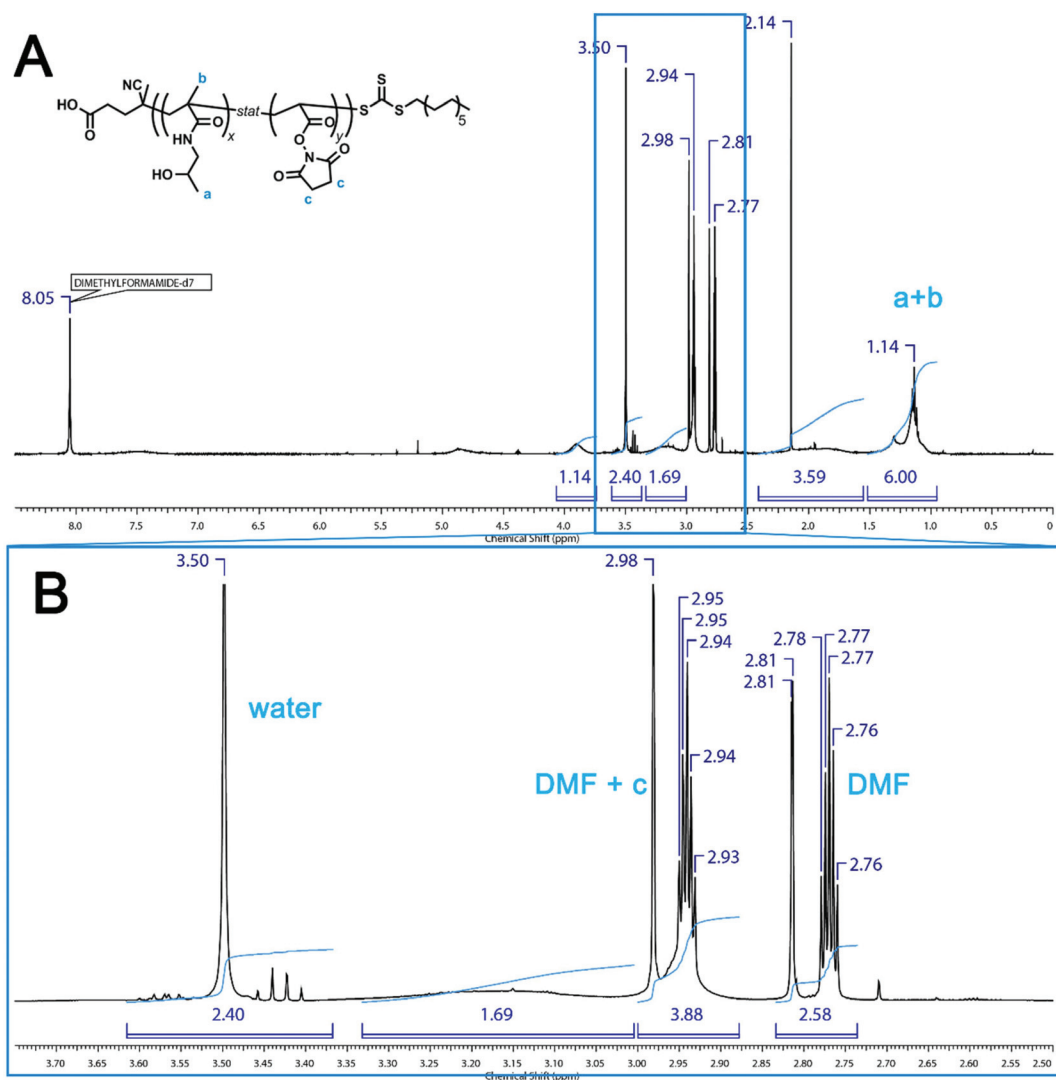 A
3.50
2.14
2.94
2.98
2.81
2.77
NC
b
HO
O
stat
O
O
S
S
S
5
HN
x
O
N
y
O
O
HO
a
c
c
DIMETHYLFORMAMIDE-d7
8.05
a+b
1.14
1.14
2.40
1.69
3.59
6.00
8.0 7.5 7.0 6.5 6.0 5.5 5.0 4.5 4.0 3.5 3.0 2.5 2.0 1.5 1.0 0.5 0
Chemical Shift (ppm)
B
3.50
2.98
2.95
2.95
2.94
2.94
2.93
2.78
2.77
2.77
2.81
2.81
2.76
2.76
water
DMF + c
DMF
2.40
1.69
3.88
2.58
3.70 3.65 3.60 3.55 3.50 3.45 3.40 3.35 3.30 3.25 3.20 3.15 3.10 3.05 3.00 2.95 2.90 2.85 2.80 2.75 2.70 2.65 2.60 2.55 2.50
Chemical Shift (ppm)